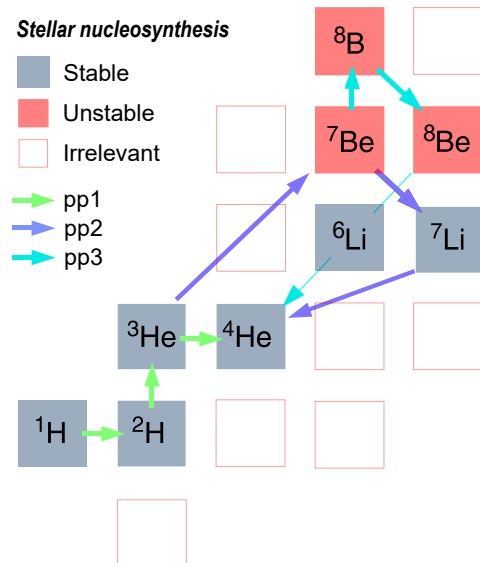 Stellar nucleosynthesis
Stable
Unstable
Irrelevant
pp1
pp2
pp3
⁸B
⁷Be
⁸Be
⁶Li
⁷Li
³He
⁴He
¹H
²H